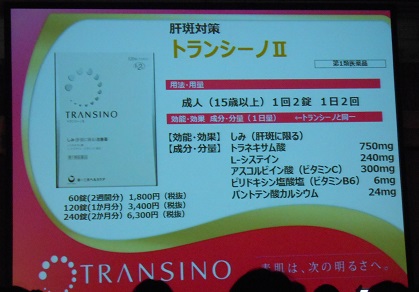 肝斑対策
トランシーノⅡ
第1類医薬品
TRANSINO
用法・用量
成人（15歳以上）1回2錠 1日2回
効能・効果 成分・分量（1日量） ←トランシーノと同一
【効能・効果】 しみ（肝斑に限る）
【成分・分量】 トラネキサム酸 750mg
L-システイン 240mg
アスコルビン酸（ビタミンC） 300mg
ピリドキシン塩酸塩（ビタミンB6） 6mg
パントテン酸カルシウム 24mg
60錠(2週間分) 1,800円（税抜）
120錠(1か月分) 3,400円（税抜）
240錠(2か月分) 6,300円（税抜）
TRANSINO
素肌は、次の明るさへ。